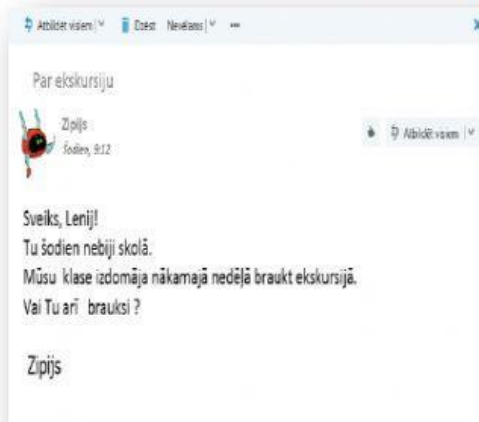 Atbildēt visiem | Dzēst Nevēlams | •••
Par ekskursiju
Zipijs
Šodien, 9:12
Atbildēt visiem |
Sveiks, Lenij!
Tu šodien nebiji skolā.
Mūsu klase izdomāja nākamajā nedēļā braukt ekskursijā.
Vai Tu arī brauksi ?
Zipijs